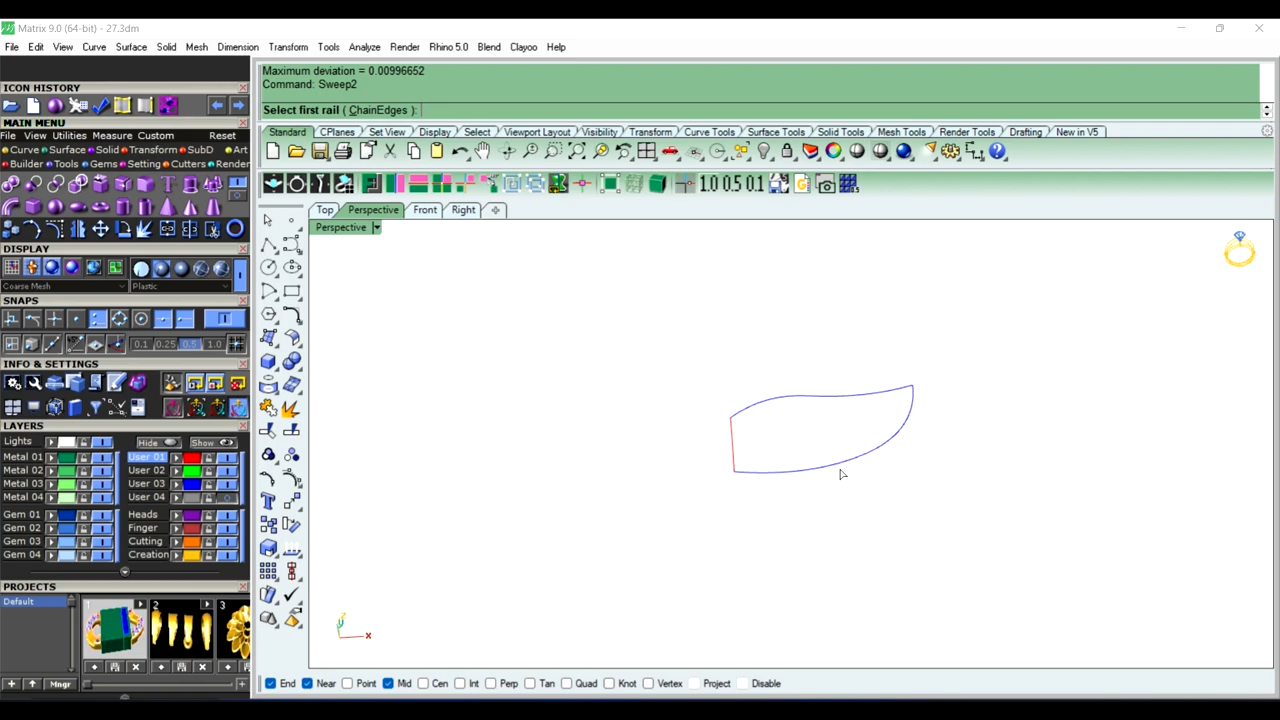 Matrix 9.0 (64-bit) - 27.3dm
File Edit View Curve Surface Solid Mesh Dimension Transform Tools Analyze Render Rhino 5.0 Blend Clayoo Help
ICON HISTORY
MAIN MENU
File View Utilities Measure Custom Reset
Curve Surface Solid Transform SubD Art
Builder Tools Gems Setting Cutters Render
DISPLAY
Coarse Mesh Plastic
SNAPS
0.1 0.25 0.5 1.0
INFO & SETTINGS
LAYERS
Lights Hide Show
Metal 01 User 01
Metal 02 User 02
Metal 03 User 03
Metal 04 User 04
Gem 01 Heads
Gem 02 Finger
Gem 03 Cutting
Gem 04 Creation
PROJECTS
Default
1 2 3
Mngr
Maximum deviation = 0.00996652
Command: Sweep2
Select first rail ( ChainEdges ):
Standard CPlanes Set View Display Select Viewport Layout Visibility Transform Curve Tools Surface Tools Solid Tools Mesh Tools Render Tools Drafting New in V5
1.0 0.5 0.1
Top Perspective Front Right
Perspective
x
End Near Point Mid Cen Int Perp Tan Quad Knot Vertex Project Disable